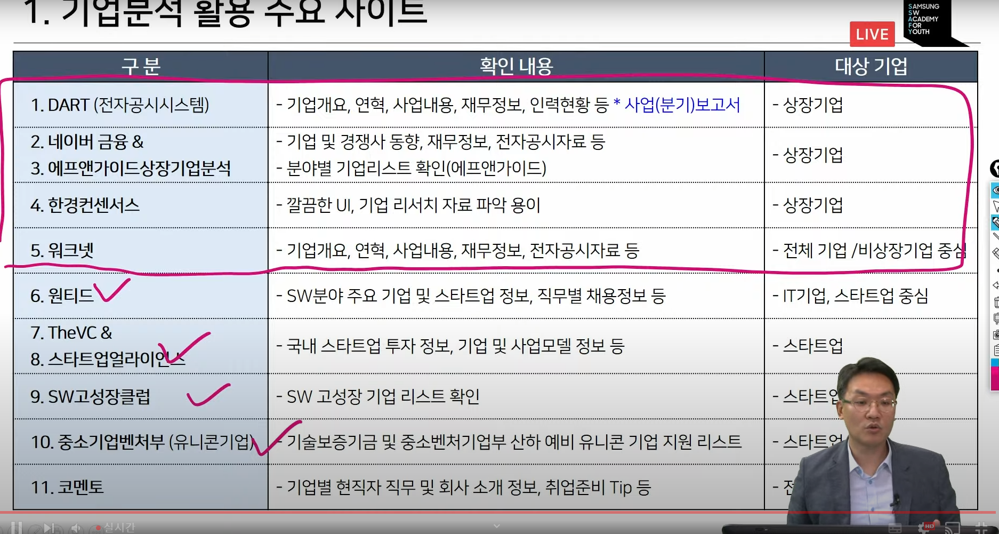 1. 기업분석 활용 주요 사이트
SAMSUNG
SW
ACADEMY
FOR
YOUTH
LIVE
구 분
확인 내용
대상 기업
1. DART (전자공시시스템)
- 기업개요, 연혁, 사업내용, 재무정보, 인력현황 등 * 사업(분기)보고서
- 상장기업
2. 네이버 금융 &
3. 에프앤가이드상장기업분석
- 기업 및 경쟁사 동향, 재무정보, 전자공시자료 등
- 분야별 기업리스트 확인(에프앤가이드)
- 상장기업
4. 한경컨센서스
- 깔끔한 UI, 기업 리서치 자료 파악 용이
- 상장기업
5. 워크넷
- 기업개요, 연혁, 사업내용, 재무정보, 전자공시자료 등
- 전체 기업 /비상장기업 중심
6. 원티드
- SW분야 주요 기업 및 스타트업 정보, 직무별 채용정보 등
- IT기업, 스타트업 중심
7. TheVC &
8. 스타트업얼라이언스
- 국내 스타트업 투자 정보, 기업 및 사업모델 정보 등
- 스타트업
9. SW고성장클럽
- SW 고성장 기업 리스트 확인
- 스타트업
10. 중소기업벤처부 (유니콘기업)
- 기술보증기금 및 중소벤처기업부 산하 예비 유니콘 기업 지원 리스트
- 스타트업
11. 코멘토
- 기업별 현직자 직무 및 회사 소개 정보, 취업준비 Tip 등
- 전
실시간
HD